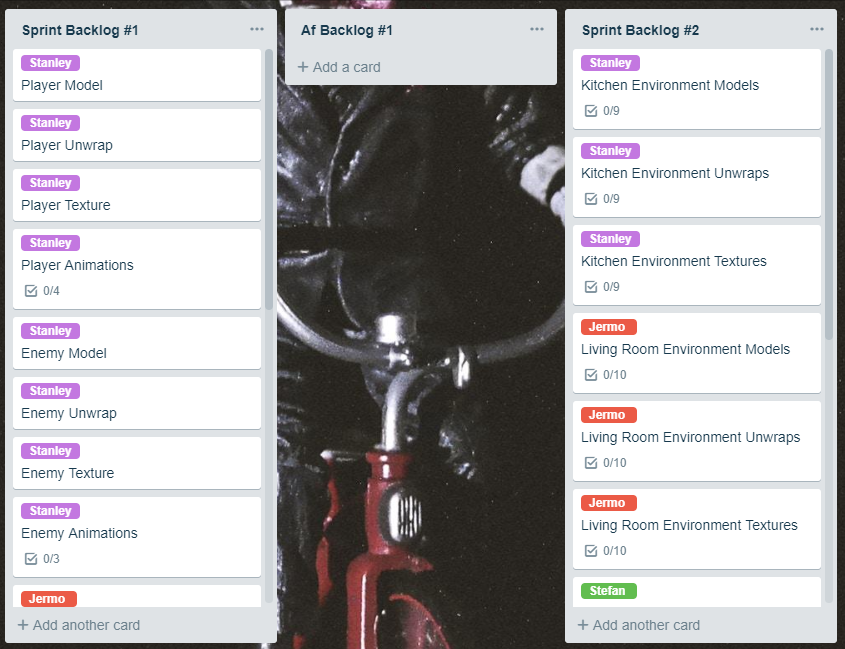 Sprint Backlog #1
Stanley
Player Model
Stanley
Player Unwrap
Stanley
Player Texture
Stanley
Player Animations
0/4
Stanley
Enemy Model
Stanley
Enemy Unwrap
Stanley
Enemy Texture
Stanley
Enemy Animations
0/3
Jermo
+ Add another card
Af Backlog #1
+ Add a card
Sprint Backlog #2
Stanley
Kitchen Environment Models
0/9
Stanley
Kitchen Environment Unwraps
0/9
Stanley
Kitchen Environment Textures
0/9
Jermo
Living Room Environment Models
0/10
Jermo
Living Room Environment Unwraps
0/10
Jermo
Living Room Environment Textures
0/10
Stefan
+ Add another card